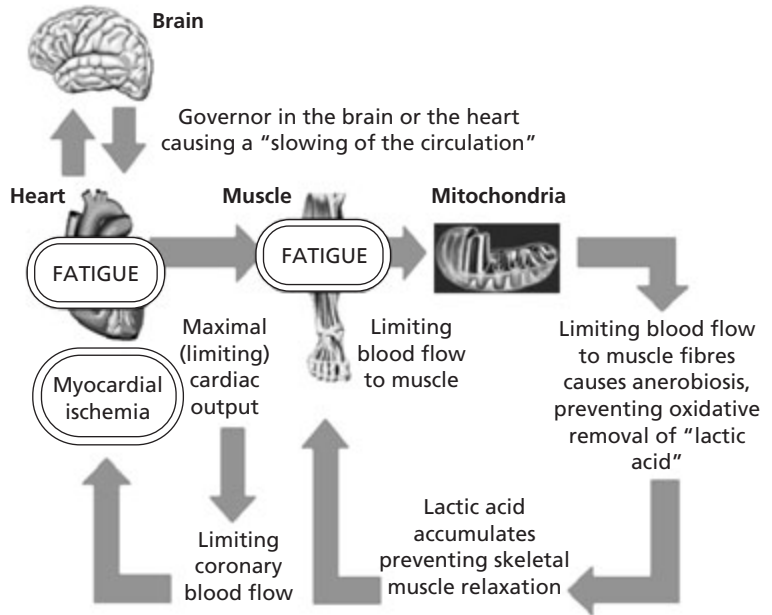 Brain
Governor in the brain or the heart
causing a “slowing of the circulation”
Heart
Muscle
Mitochondria
FATIGUE
FATIGUE
Myocardial
ischemia
Maximal
(limiting)
cardiac
output
Limiting
blood flow
to muscle
Limiting blood flow
to muscle fibres
causes anerobiosis,
preventing oxidative
removal of “lactic
acid”
Lactic acid
accumulates
preventing skeletal
muscle relaxation
Limiting
coronary
blood flow